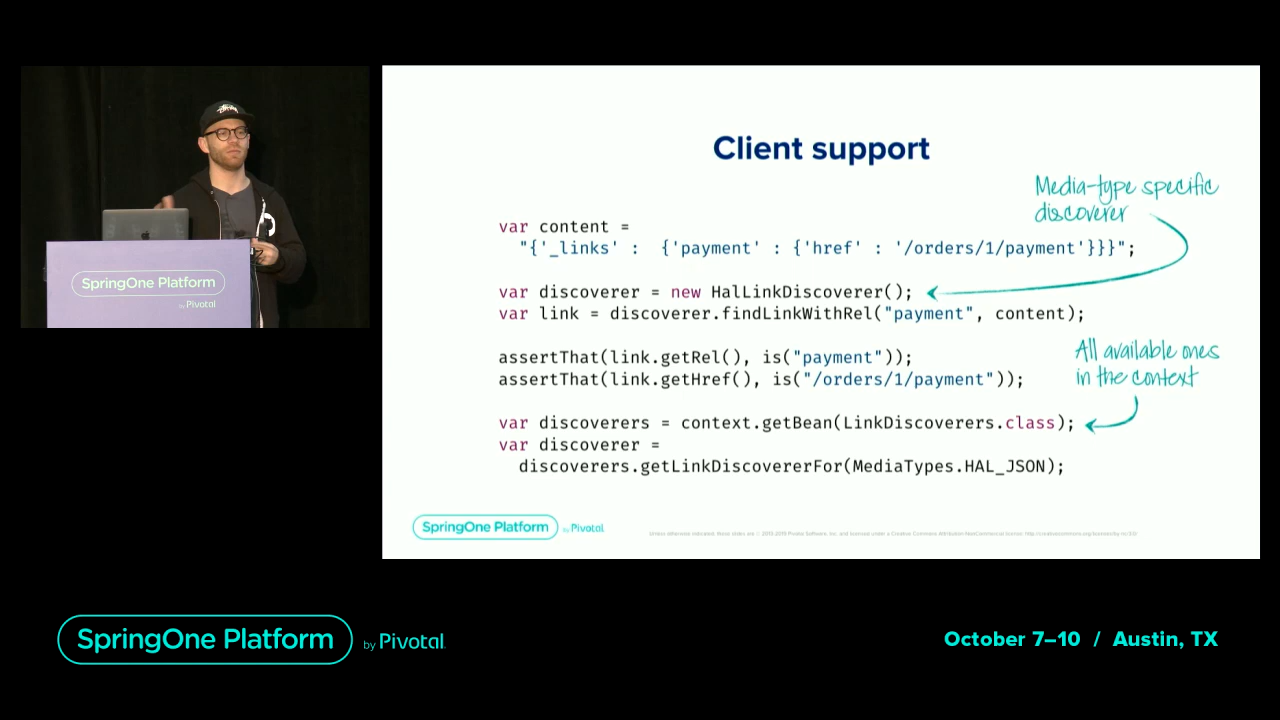 Client support
Media-type specific
discoverer
var content =
"{'_links' :  {'payment' : {'href' : '/orders/1/payment'}}}";
var discoverer = new HalLinkDiscoverer();
var link = discoverer.findLinkWithRel("payment", content);
assertThat(link.getRel(), is("payment"));
assertThat(link.getHref(), is("/orders/1/payment"));
All available ones
in the context
var discoverers = context.getBean(LinkDiscoverers.class);
var discoverer =
discoverers.getLinkDiscovererFor(MediaTypes.HAL_JSON);
SpringOne Platform
by Pivotal
SpringOne Platform by Pivotal
SpringOne Platform by Pivotal
October 7–10 / Austin, TX